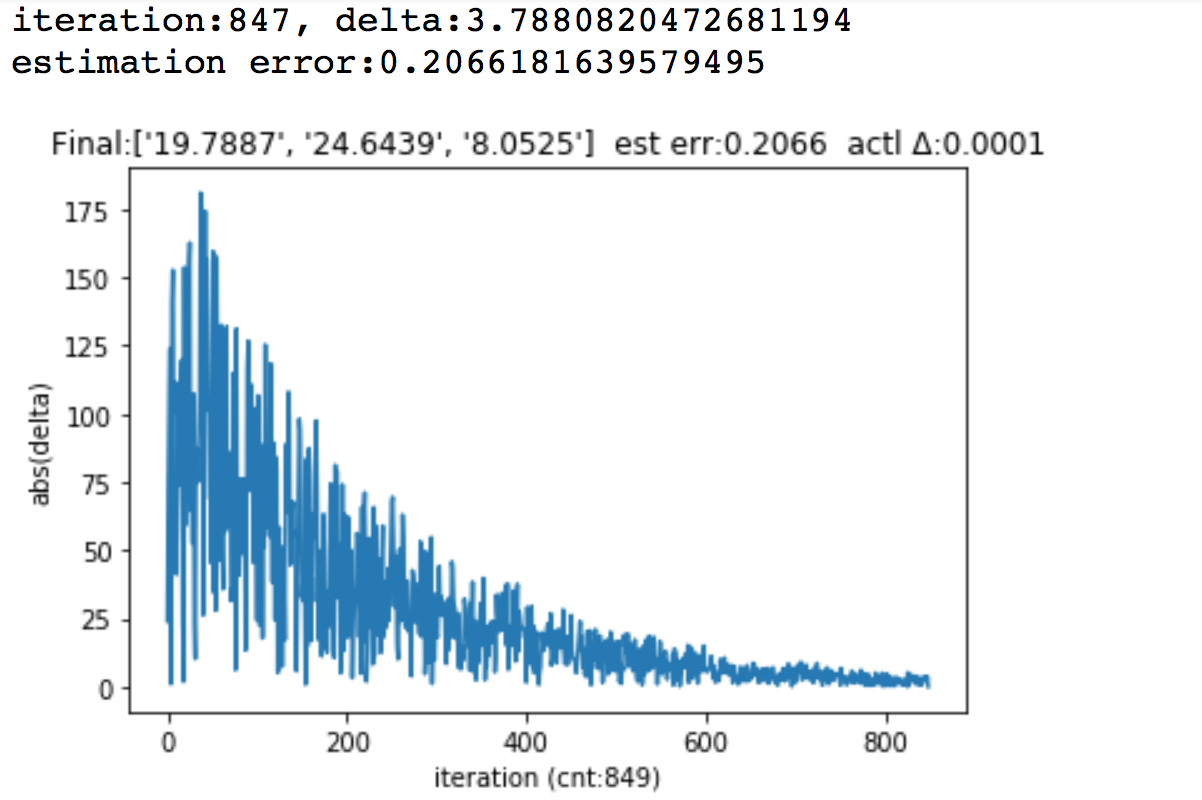 iteration:847, delta:3.7880820472681194
estimation error:0.2066181639579495
Final:['19.7887', '24.6439', '8.0525']  est err:0.2066  actl Δ:0.0001
175
150
125
100
75
50
25
0
abs(delta)
0 200 400 600 800
iteration (cnt:849)